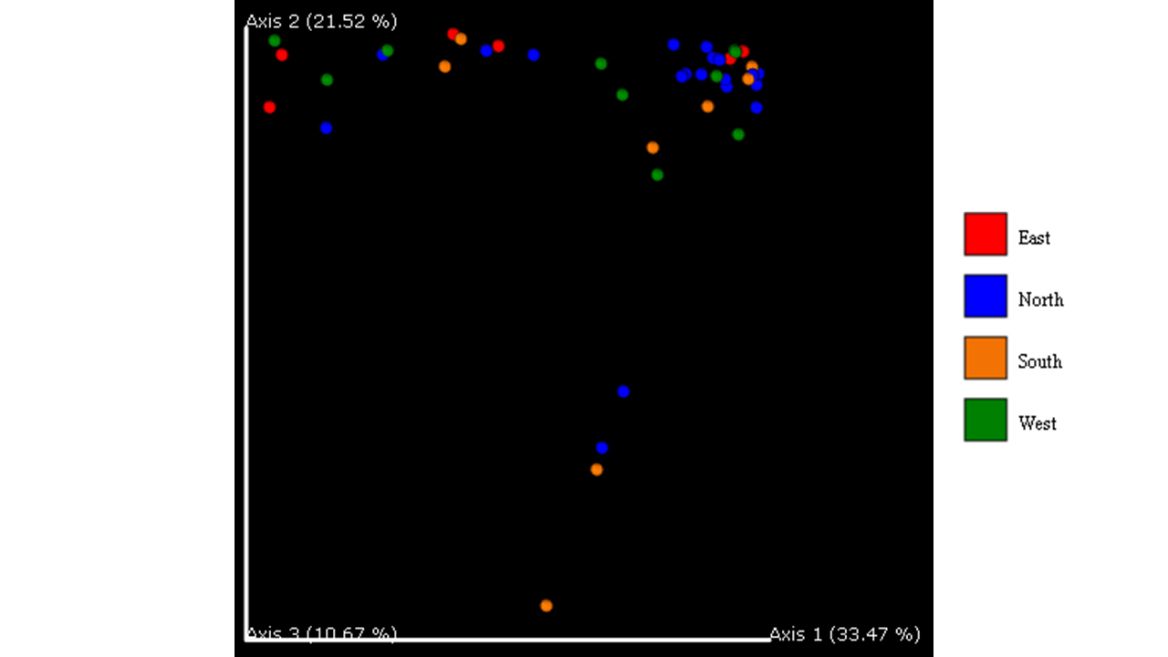 Axis 2 (21.52 %)
East
North
South
West
Axis 3 (10.67 %)
Axis 1 (33.47 %)